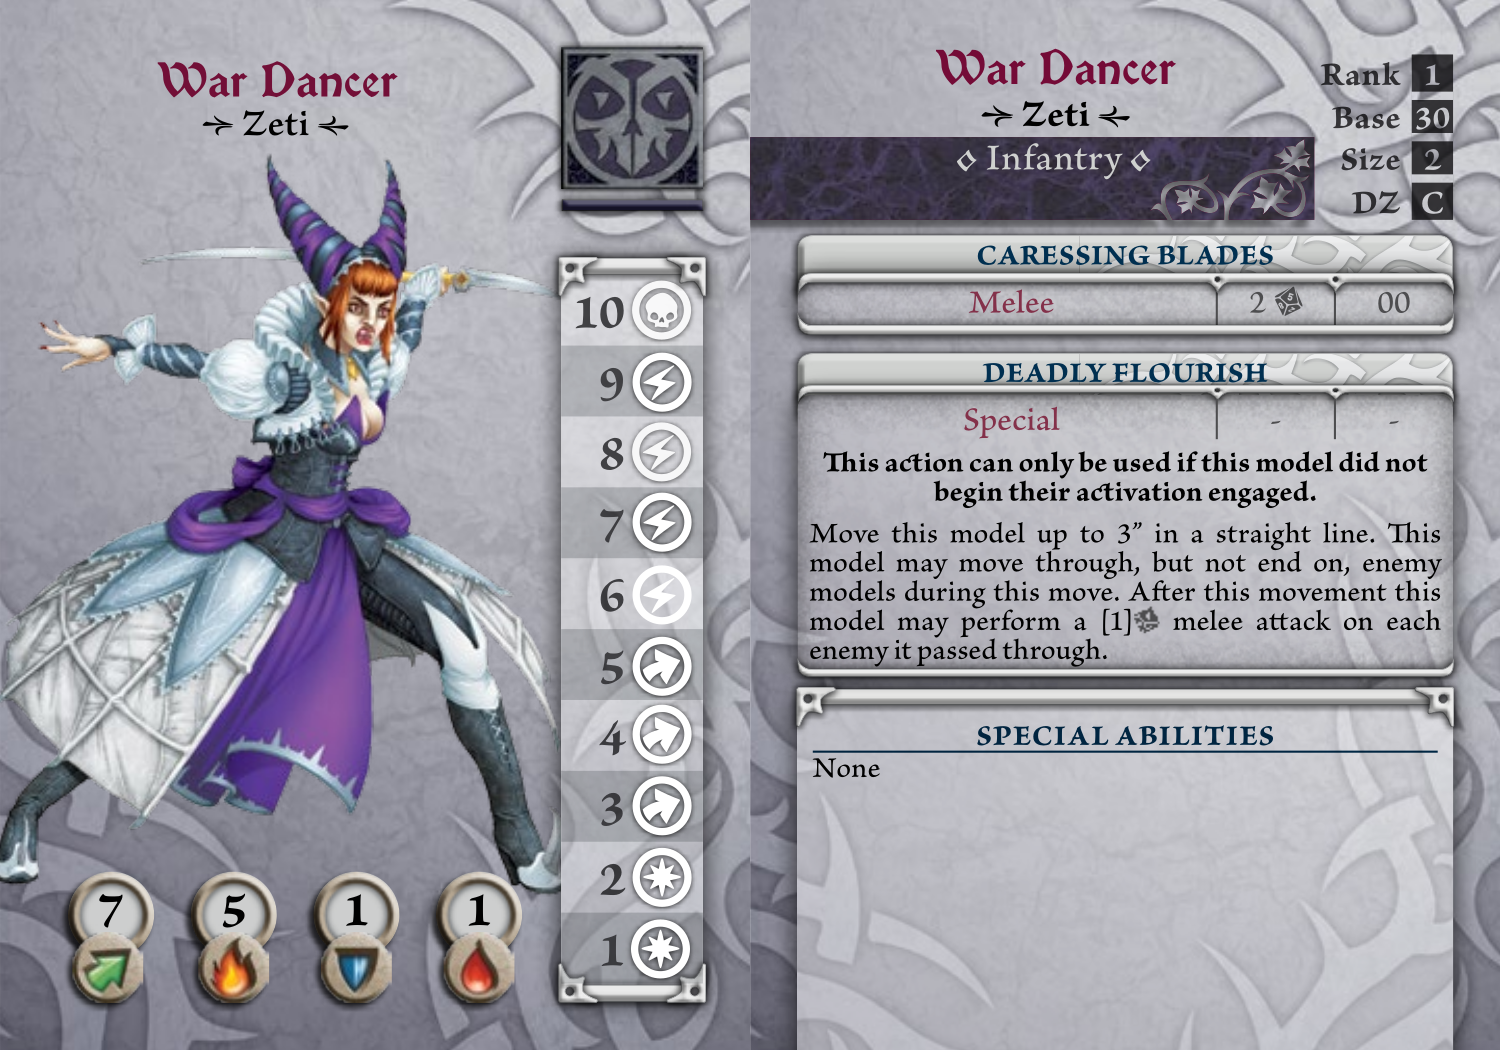 War Dancer
Zeti
10
9
8
7
6
5
4
3
2
1
7 5 1 1
War Dancer
Zeti
Infantry
Rank 1
Base 30
Size 2
DZ C
CARESSING BLADES
Melee 2 00
DEADLY FLOURISH
Special - -
This action can only be used if this model did not
begin their activation engaged.
Move this model up to 3” in a straight line. This
model may move through, but not end on, enemy
models during this move. After this movement this
model may perform a [1] melee attack on each
enemy it passed through.
SPECIAL ABILITIES
None